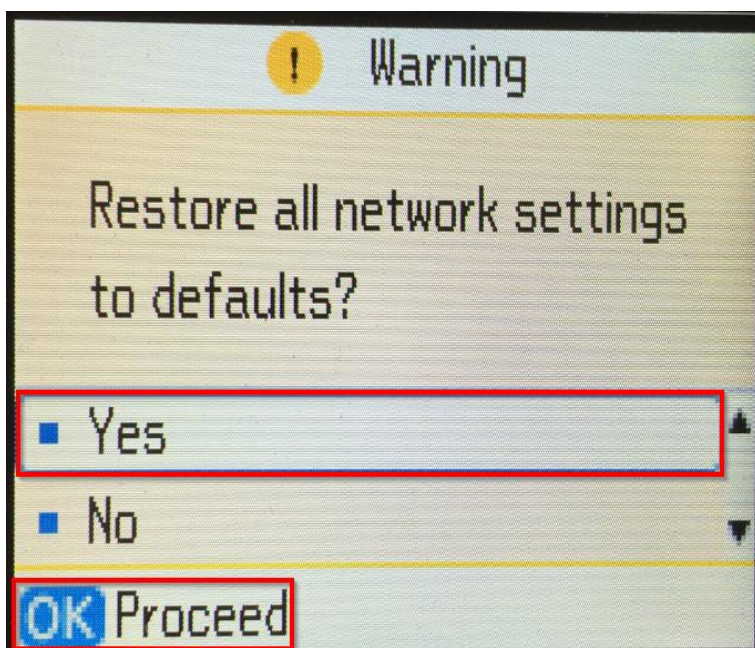 ! Warning
Restore all network settings
to defaults?
Yes
No
OK Proceed